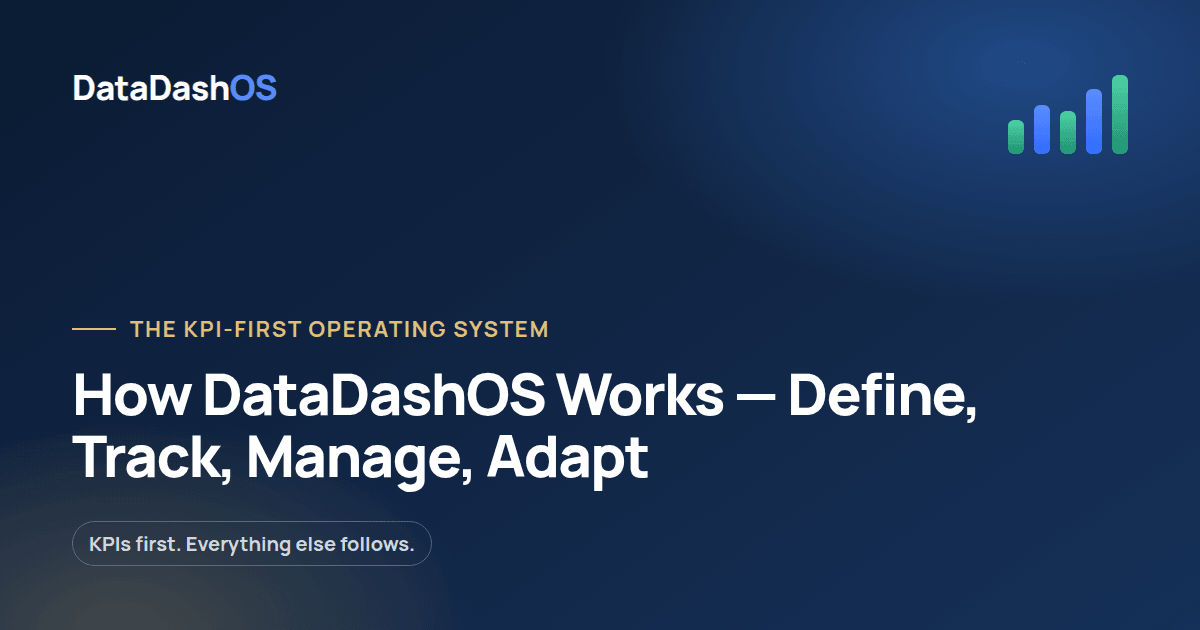 DataDashOS
THE KPI-FIRST OPERATING SYSTEM
How DataDashOS Works — Define,
Track, Manage, Adapt
KPIs first. Everything else follows.